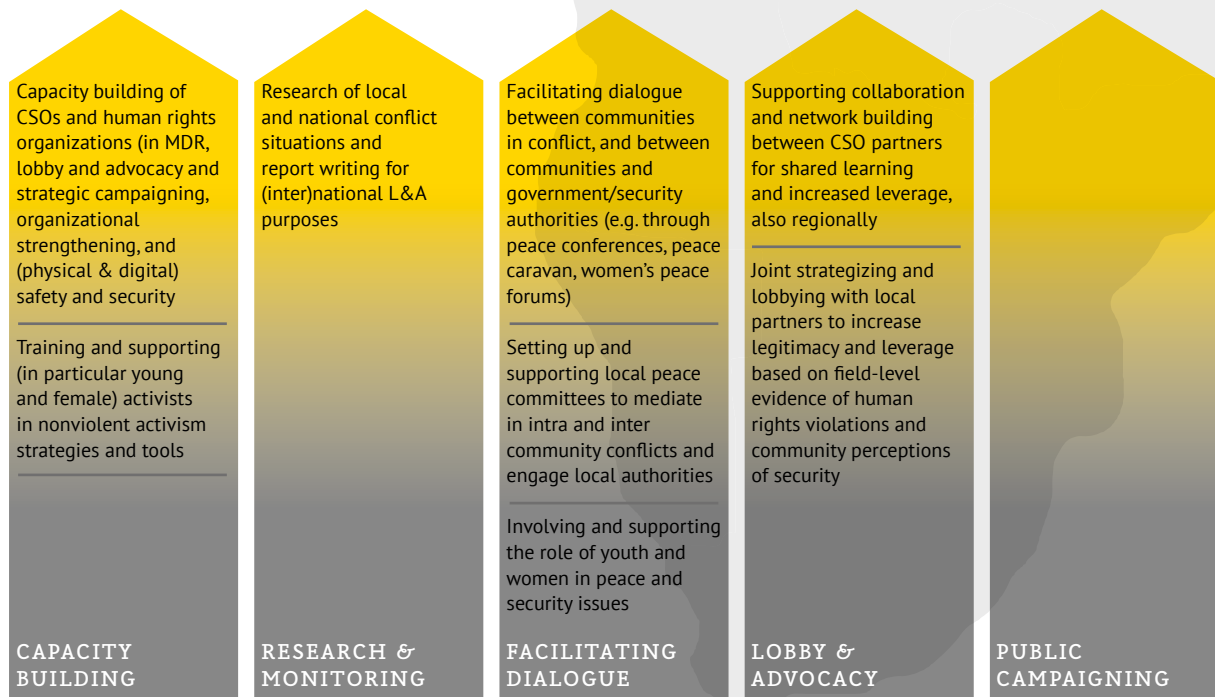 Capacity building of
CSOs and human rights
organizations (in MDR,
lobby and advocacy and
strategic campaigning,
organizational
strengthening, and
(physical & digital)
safety and security
Training and supporting
(in particular young
and female) activists
in nonviolent activism
strategies and tools
CAPACITY
BUILDING
Research of local
and national conflict
situations and
report writing for
(inter)national L&A
purposes
RESEARCH &
MONITORING
Facilitating dialogue
between communities
in conflict, and between
communities and
government/security
authorities (e.g. through
peace conferences, peace
caravan, women's peace
forums)
Setting up and
supporting local peace
committees to mediate
in intra and inter
community conflicts and
engage local authorities
Involving and supporting
the role of youth and
women in peace and
security issues
FACILITATING
DIALOGUE
Supporting collaboration
and network building
between CSO partners
for shared learning
and increased leverage,
also regionally
Joint strategizing and
lobbying with local
partners to increase
legitimacy and leverage
based on field-level
evidence of human
rights violations and
community perceptions
of security
LOBBY &
ADVOCACY
PUBLIC
CAMPAIGNING